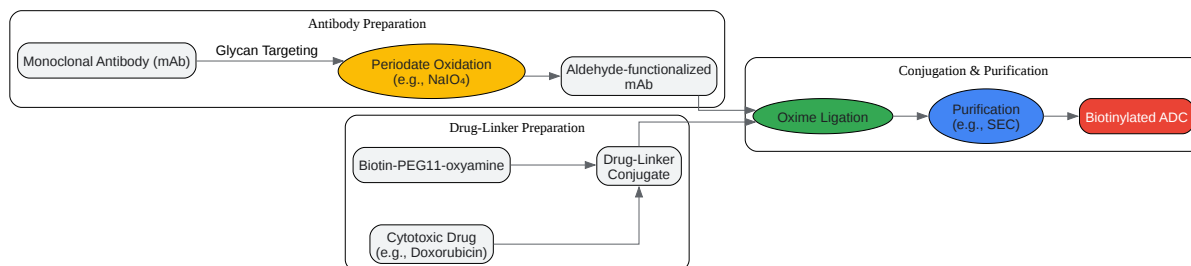 Antibody Preparation
Monoclonal Antibody (mAb)
Glycan Targeting
Periodate Oxidation
(e.g., NaIO₄)
Aldehyde-functionalized
mAb
Drug-Linker Preparation
Biotin-PEG11-oxyamine
Drug-Linker
Conjugate
Cytotoxic Drug
(e.g., Doxorubicin)
Conjugation & Purification
Oxime Ligation
Purification
(e.g., SEC)
Biotinylated ADC